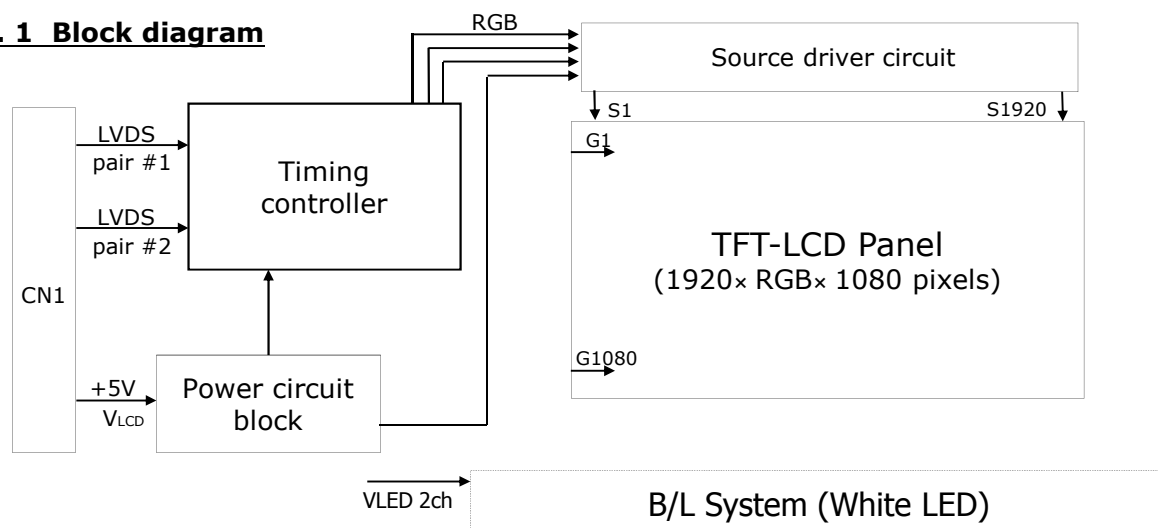 . 1 Block diagram
RGB
Source driver circuit
S1
S1920
CN1
LVDS
pair #1
LVDS
pair #2
Timing
controller
G1
TFT-LCD Panel
(1920× RGB× 1080 pixels)
G1080
+5V
VLCD
Power circuit
block
VLED 2ch
B/L System (White LED)